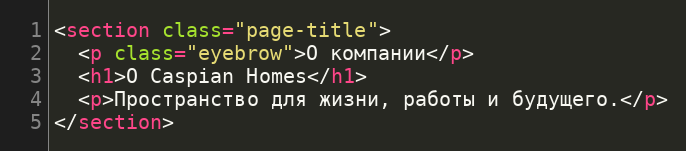 1 <section class="page-title">
2   <p class="eyebrow">О компании</p>
3   <h1>О Caspian Homes</h1>
4   <p>Пространство для жизни, работы и будущего.</p>
5 </section>